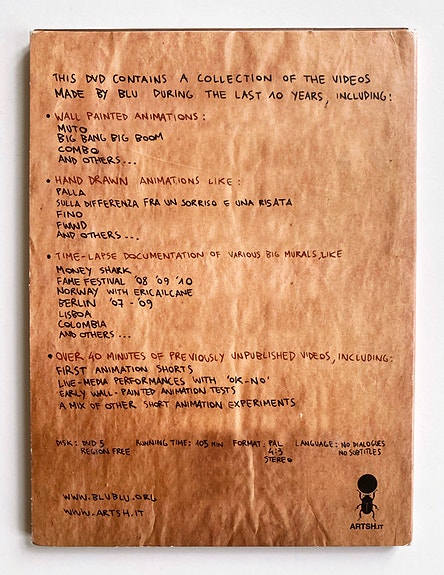 THIS DVD CONTAINS A COLLECTION OF THE VIDEOS
MADE BY BLU DURING THE LAST 10 YEARS, INCLUDING:
• WALL PAINTED ANIMATIONS:
MUTO
BIG BANG BIG BOOM
COMBO
AND OTHERS...
• HAND DRAWN ANIMATIONS LIKE:
PALLA
SULLA DIFFERENZA FRA UN SORRISO E UNA RISATA
FINO
FWND
AND OTHERS...
• TIME-LAPSE DOCUMENTATION OF VARIOUS BIG MURALS, LIKE
MONEY SHARK
FAME FESTIVAL '08 '09 '10
NORWAY WITH ERICAILCANE
BERLIN '07 - '09
LISBOA
COLOMBIA
AND OTHERS...
• OVER 40 MINUTES OF PREVIOUSLY UNPUBLISHED VIDEOS, INCLUDING:
FIRST ANIMATION SHORTS
LIVE-MEDIA PERFORMANCES WITH 'OK-NO'
EARLY WALL-PAINTED ANIMATION TESTS
A MIX OF OTHER SHORT ANIMATION EXPERIMENTS
DISK: DVD 5 RUNNING TIME: 105 MIN FORMAT: PAL LANGUAGE: NO DIALOGUES
REGION FREE 4:3 NO SUBTITLES
STEREO
WWW.BLUBLU.ORG
WWW.ARTSH.IT
ARTSH.IT